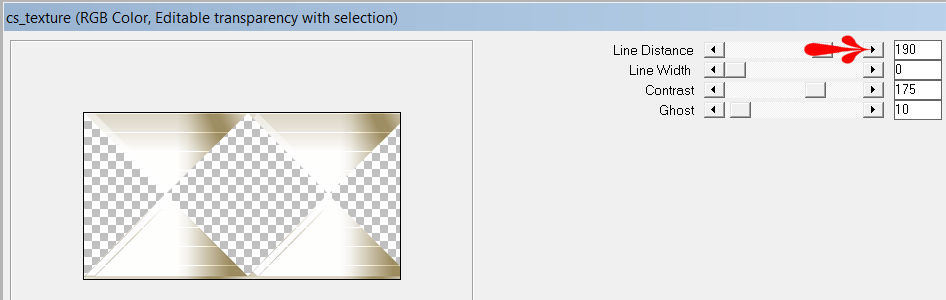 cs_texture (RGB Color, Editable transparency with selection)
Line Distance 190
Line Width 0
Contrast 175
Ghost 10